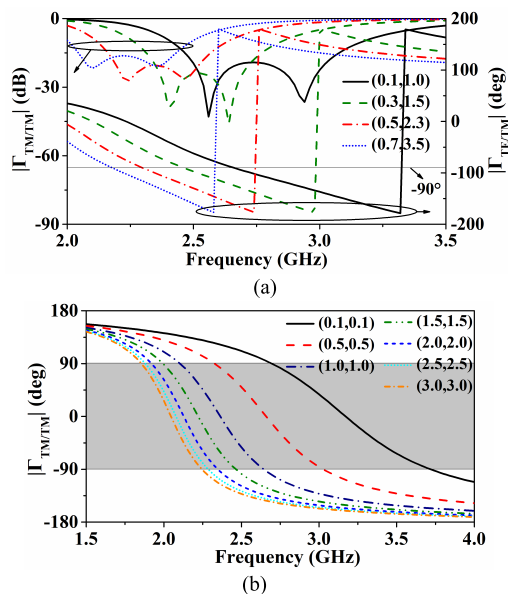 0
-30
-60
-90
|Γ_TM/TM| (dB)
200
100
0
-100
-200
|Γ_TE/TM| (deg)
(0.1,1.0)
(0.3,1.5)
(0.5,2.3)
(0.7,3.5)
-90°
2.0 2.5 3.0 3.5
Frequency (GHz)
(a)
180
90
0
-90
-180
|Γ_TM/TM| (deg)
(0.1,0.1) (1.5,1.5)
(0.5,0.5) (2.0,2.0)
(1.0,1.0) (2.5,2.5)
(3.0,3.0)
1.5 2.0 2.5 3.0 3.5 4.0
Frequency (GHz)
(b)